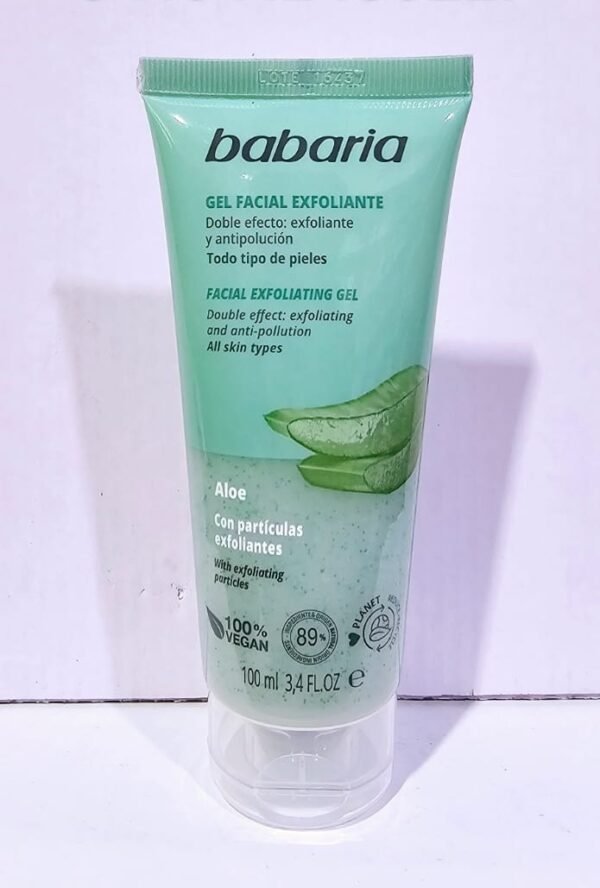 LOTE 16437
babaria
GEL FACIAL EXFOLIANTE
Doble efecto: exfoliante
y antipolución
Todo tipo de pieles
FACIAL EXFOLIATING GEL
Double effect: exfoliating
and anti-pollution
All skin types
Aloe
Con partículas
exfoliantes
With exfoliating
particles
100%
VEGAN
89%
PLANET
100 ml 3,4 FL.OZ e